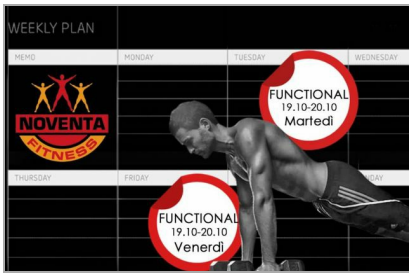 WEEKLY PLAN
MEMO
MONDAY
TUESDAY
WEDNESDAY
FUNCTIONAL
19.10-20.10
Martedì
NOVENTA
FITNESS
THURSDAY
FRIDAY
FUNCTIONAL
19.10-20.10
Venerdì